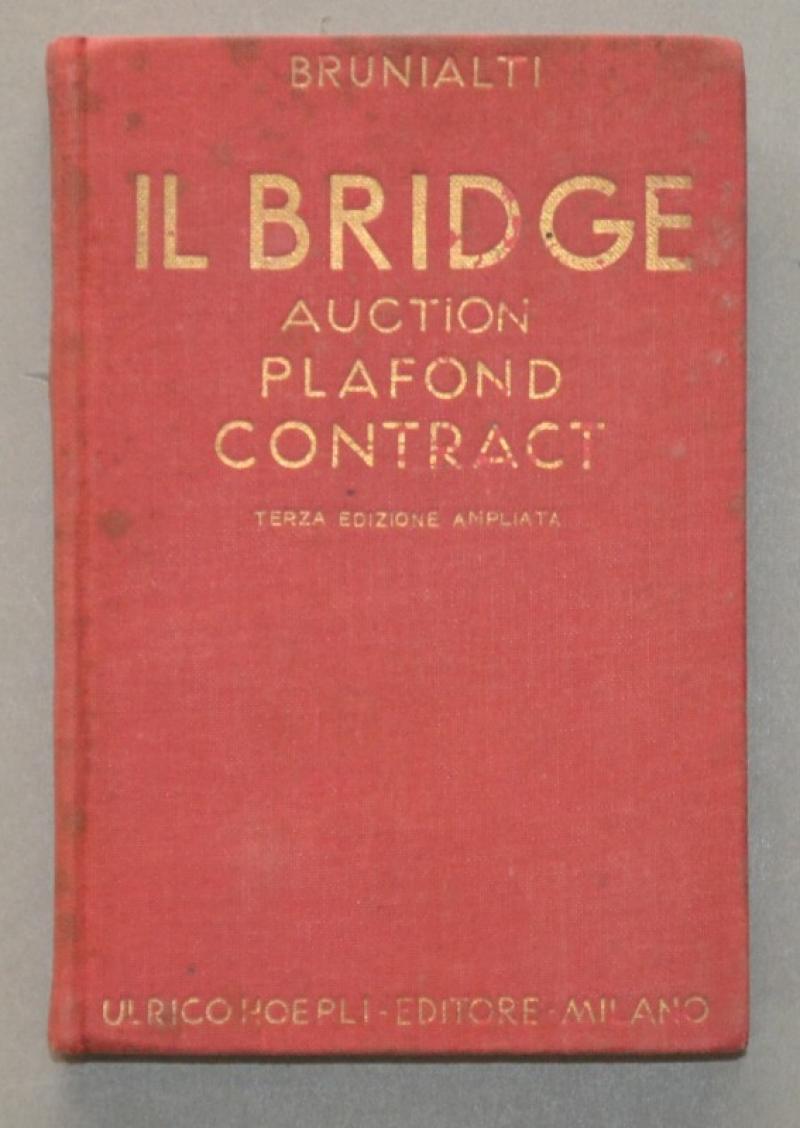 BRUNIALTI
IL BRIDGE
AUCTION
PLAFOND
CONTRACT
TERZA EDIZIONE AMPLIATA
ULRICO HOEPLI - EDITORE - MILANO